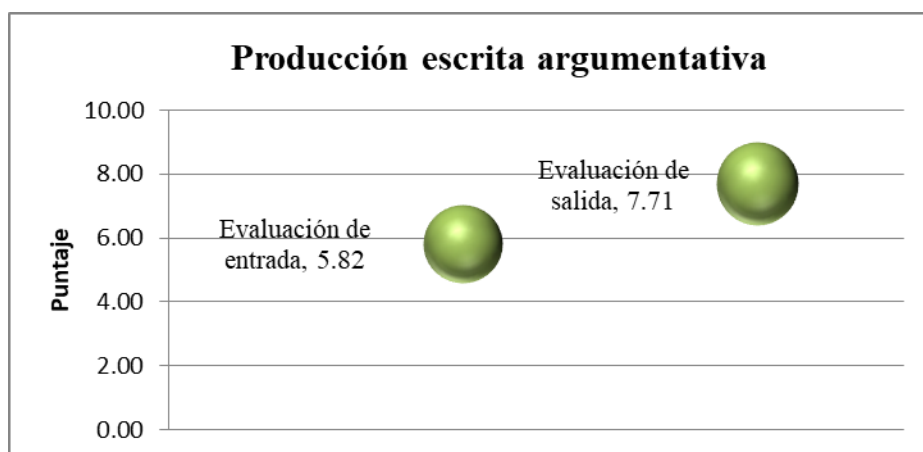 Producción escrita argumentativa
10.00
8.00
6.00
4.00
2.00
0.00
Puntaje
Evaluación de
entrada, 5.82
Evaluación de
salida, 7.71